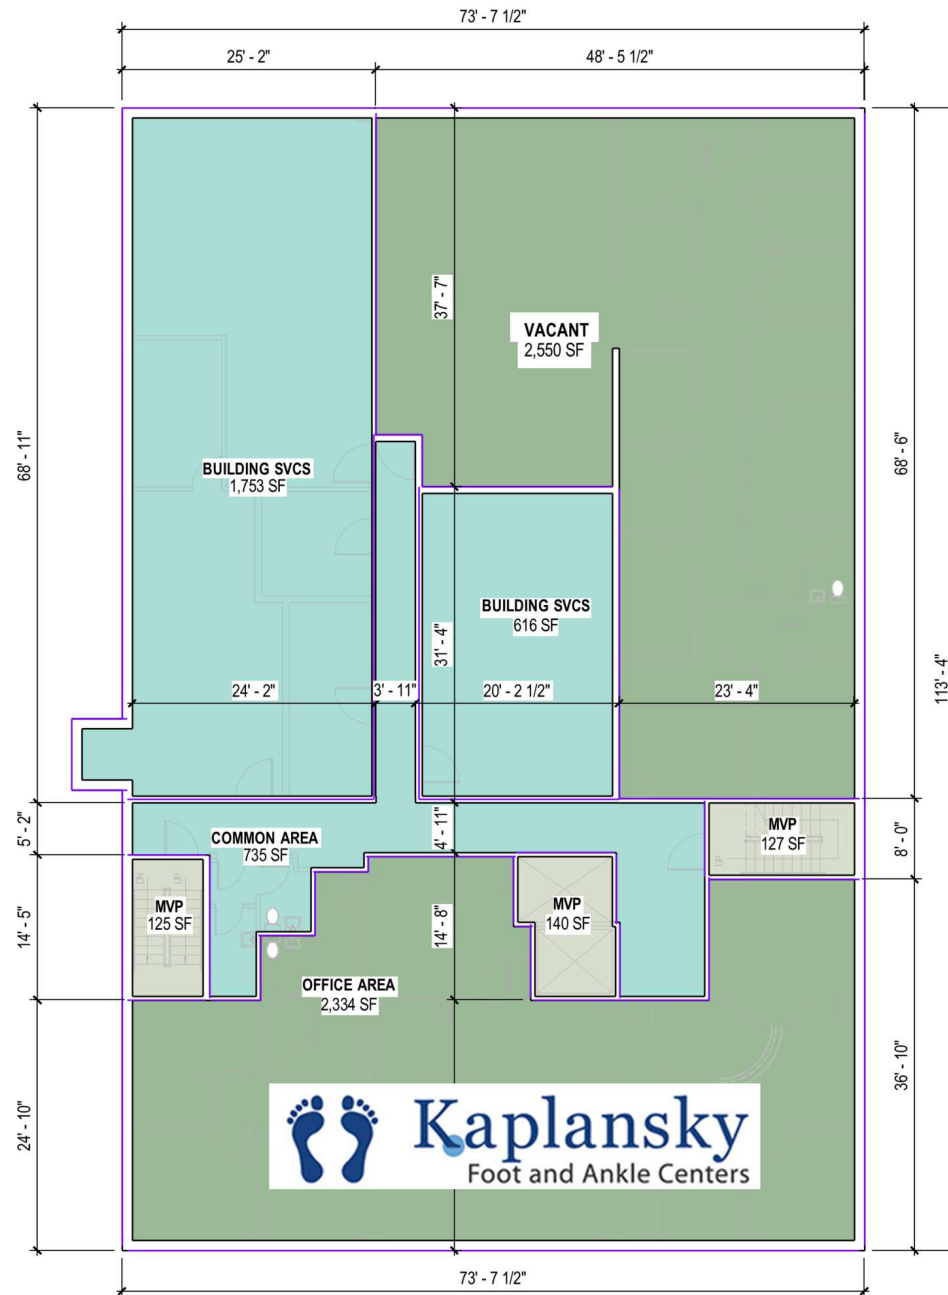 73' - 7 1/2"
25' - 2"
48' - 5 1/2"
37' - 7"
VACANT
2,550 SF
68' - 11"
68' - 6"
BUILDING SVCS
1,753 SF
BUILDING SVCS
616 SF
31' - 4"
113' - 4"
24' - 2"
3' - 11"
20' - 2 1/2"
23' - 4"
5' - 2"
COMMON AREA
735 SF
4' - 11"
UP
MVP
127 SF
8' - 0"
DN
UP
14' - 5"
MVP
125 SF
14' - 8"
MVP
140 SF
OFFICE AREA
2,334 SF
24' - 10"
36' - 10"
Kaplansky
Foot and Ankle Centers
73' - 7 1/2"